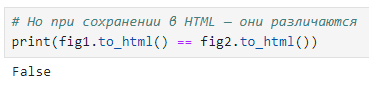 # Но при сохранении в HTML — они различаются
print(fig1.to_html() == fig2.to_html())
False